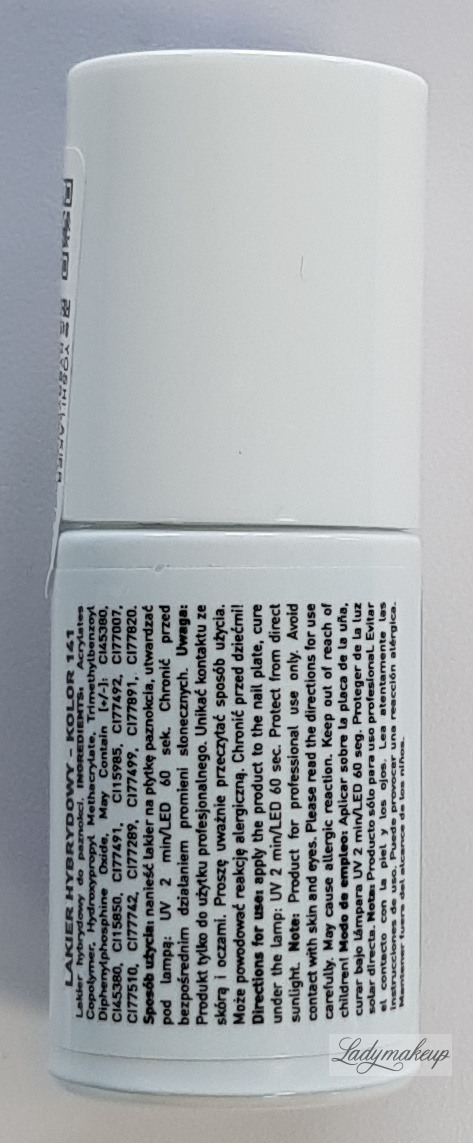 LAKIER HYBRYDOWY - KOLOR 141
Lakier hybrydowy do paznokci. INGREDIENTS: Acrylates
Copolymer, Hydroxypropyl Methacrylate, Trimethylbenzoyl
Diphenylphosphine Oxide, May Contain [+/-]: CI45380,
CI45380, CI15850, CI77491, CI15985, CI77492, CI77007,
CI77510, CI77742, CI77289, CI77499, CI77891, CI77820.
Sposób użycia: nanieść lakier na płytkę paznokcia, utwardzać
pod lampą: UV 2 min/LED 60 sek. Chronić przed
bezpośrednim działaniem promieni słonecznych. Uwaga:
Produkt tylko do użytku profesjonalnego. Unikać kontaktu ze
skórą i oczami. Proszę uważnie przeczytać sposób użycia.
Może powodować reakcję alergiczną. Chronić przed dziećmi!
Directions for use: apply the product to the nail plate, cure
under the lamp: UV 2 min/LED 60 sec. Protect from direct
sunlight. Note: Product for professional use only. Avoid
contact with skin and eyes. Please read the directions for use
carefully. May cause allergic reaction. Keep out of reach of
children! Modo de empleo: Aplicar sobre la placa de la uña,
curar bajo lámpara UV 2 min/LED 60 seg. Proteger de la luz
solar directa. Nota: Producto sólo para uso profesional. Evitar
el contacto con la piel y los ojos. Lea atentamente las
instrucciones de uso. Puede provocar una reacción alérgica.
Mantener fuera del alcance de los niños.
Ladymakeup